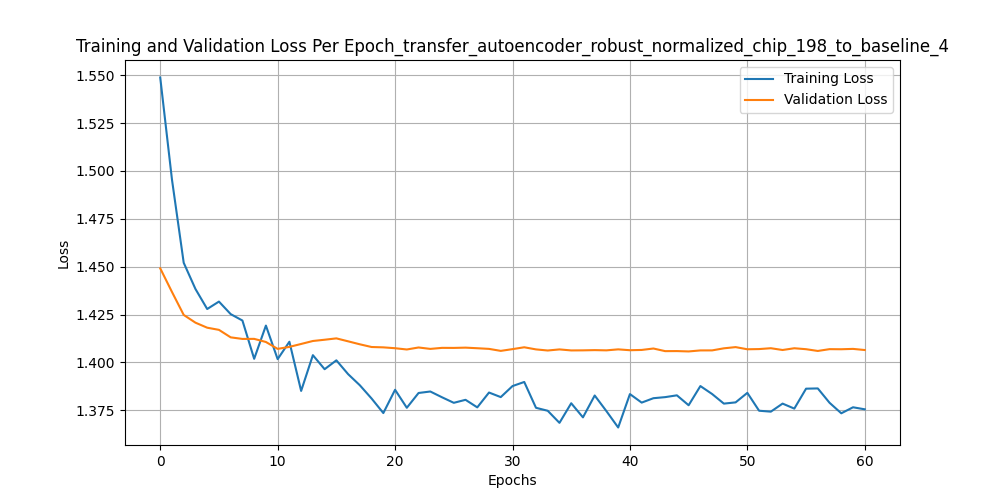 Training and Validation Loss Per Epoch_transfer_autoencoder_robust_normalized_chip_198_to_baseline_4
Training Loss
Validation Loss
1.550
1.525
1.500
1.475
1.450
1.425
1.400
1.375
Loss
0 10 20 30 40 50 60
Epochs